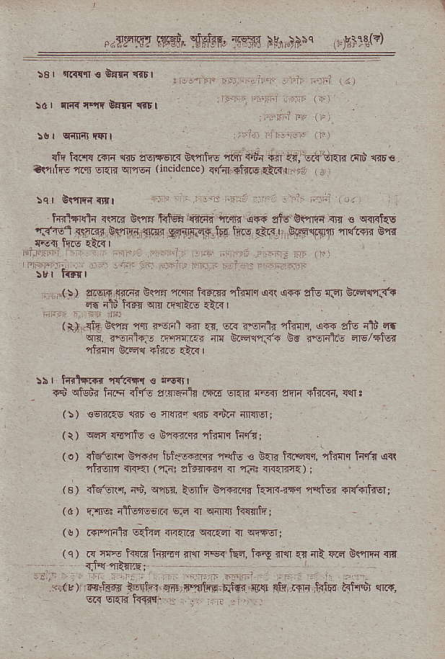 বাংলাদেশ গেজেট, অতিরিক্ত, নভেম্বর ১৮, ১৯৯৭ ৮২৭৪(ক)
১৪। গবেষণা ও উন্নয়ন খরচ।
১৫। মানব সম্পদ উন্নয়ন খরচ।
১৬। অন্যান্য দফা।
যদি বিশেষ কোন খরচ প্রত্যক্ষভাবে উৎপাদিত পণ্যে বণ্টন করা হয়, তবে তাহার মোট খরচ ও
উৎপাদিত পণ্যে তাহার আপতন (incidence) বর্ণনা করিতে হইবে।
১৭। উৎপাদন ব্যয়।
নিরীক্ষাধীন বৎসরে উৎপন্ন বিভিন্ন ধরনের পণ্যের একক প্রতি উৎপাদন ব্যয় ও অব্যবহিত
পূর্ববর্তী বৎসরের উৎপাদন ব্যয়ের তুলনামূলক চিত্র দিতে হইবে। উল্লেখযোগ্য পার্থক্যের উপর
মন্তব্য দিতে হইবে।
১৮। বিক্রয়।
(১) প্রত্যেক ধরনের উৎপন্ন পণ্যের বিক্রয়ের পরিমাণ এবং একক প্রতি মূল্য উল্লেখপূর্বক
লব্ধ নীট বিক্রয় আয় দেখাইতে হইবে।
(২) যদি উৎপন্ন পণ্য রপ্তানী করা হয়, তবে রপ্তানীর পরিমাণ, একক প্রতি নীট লব্ধ
আয়, রপ্তানীকৃত দেশসমূহের নাম উল্লেখপূর্বক উক্ত রপ্তানীতে লাভ/ক্ষতির
পরিমাণ উল্লেখ করিতে হইবে।
১৯। নিরীক্ষকের পর্যবেক্ষণ ও মন্তব্য।
কস্ট অডিটর নিম্নে বর্ণিত প্রয়োজনীয় ক্ষেত্রে তাহার মন্তব্য প্রদান করিবেন, যথাঃ
(১) ওভারহেড খরচ ও সাধারণ খরচ বণ্টনে ন্যায্যতা;
(২) অলস যন্ত্রপাতি ও উপকরণের পরিমাণ নির্ণয়;
(৩) বর্জিতাংশ উপকরণ চিহ্নিতকরণের পদ্ধতি ও উহার বিশ্লেষণ, পরিমাণ নির্ণয় এবং
পরিত্যাগ ব্যবস্থা (পুনঃ প্রক্রিয়াকরণ বা পুনঃ ব্যবহারসহ);
(৪) বর্জিতাংশ, নষ্ট, অপচয়, ইত্যাদি উপকরণের হিসাব-রক্ষণ পদ্ধতির কার্যকারিতা;
(৫) দৃশ্যতঃ নীতিগতভাবে ভুল বা অন্যায্য বিষয়াদি;
(৬) কোম্পানীর তহবিল ব্যবহারে অবহেলা বা অদক্ষতা;
(৭) যে সমস্ত বিষয়ে নিয়ন্ত্রণ রাখা সম্ভব ছিল, কিন্তু রাখা হয় নাই ফলে উৎপাদন ব্যয়
বৃদ্ধি পাইয়াছে;
(৮) ক্রয়-বিক্রয় ইত্যাদির জন্য সম্পাদিত চুক্তির মধ্যে যদি কোন বিচিত্র বৈশিষ্ট্য থাকে,
তবে তাহার বিবরণ